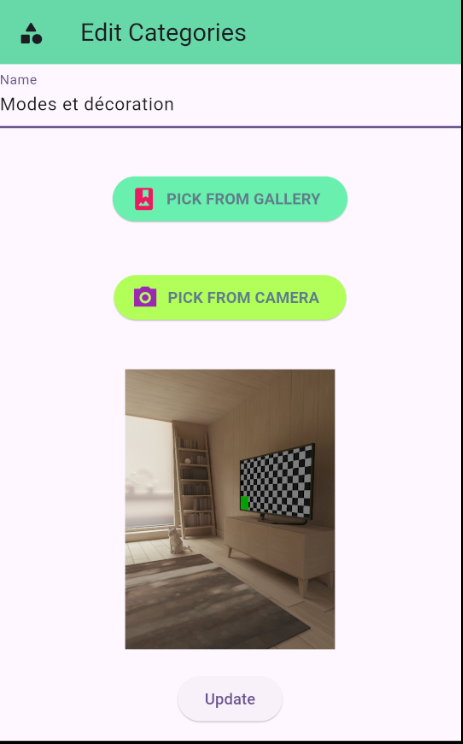 Edit Categories
Name
Modes et décoration
PICK FROM GALLERY
PICK FROM CAMERA
Update